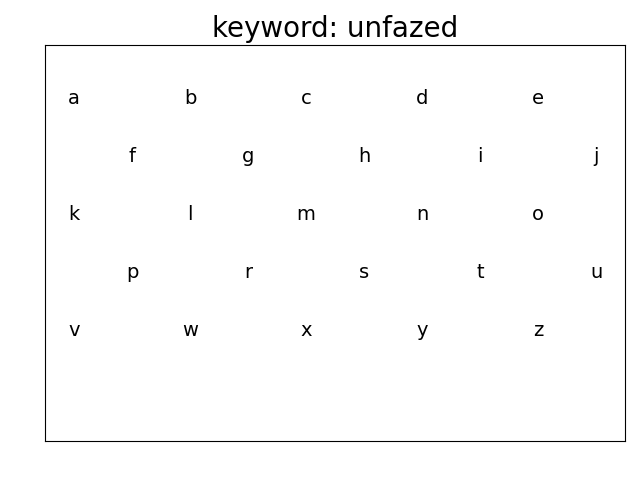 keyword: unfazed
a b c d e
f g h i j
k l m n o
p r s t u
v w x y z